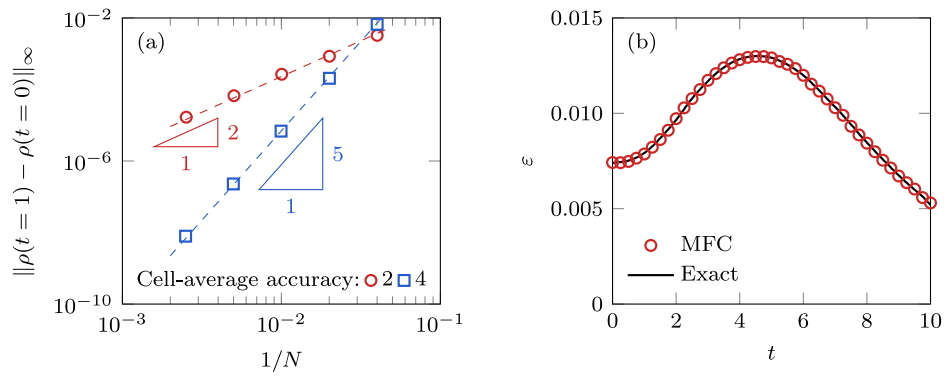 (a)
10−2
10−6
10−10
‖ρ(t = 1) − ρ(t = 0)‖∞
2
1
5
1
Cell-average accuracy: 2 4
10−3
10−2
10−1
1/N
(b)
0.015
0.010
0.005
0
ε
MFC
Exact
0
2
4
6
8
10
t